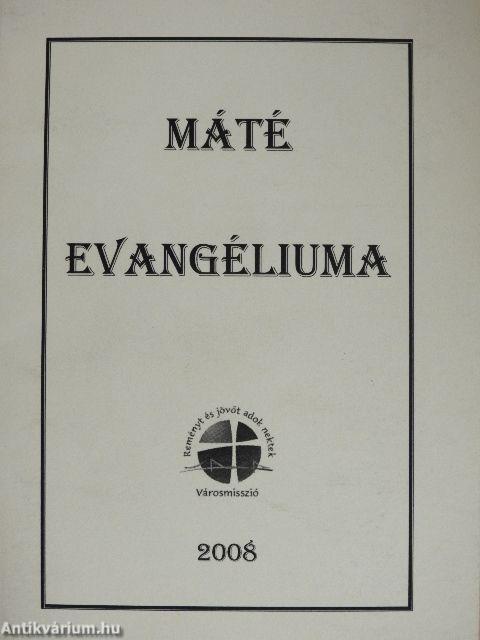 MÁTÉ
EVANGÉLIUMA
Reményt és jövőt adok nektek
Városmisszió
2008
Antikvárium.hu